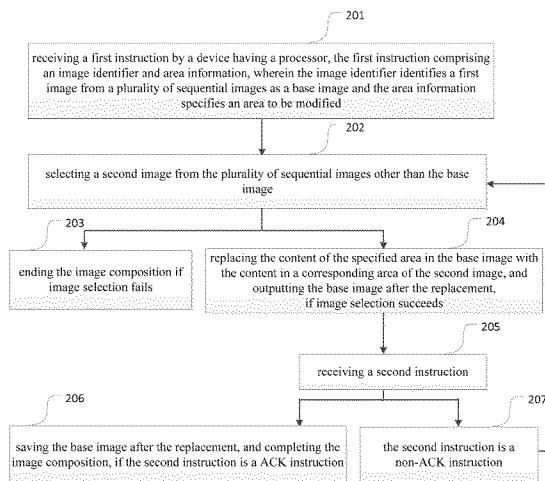 201
receiving a first instruction by a device having a processor, the first instruction comprising
an image identifier and area information, wherein the image identifier identifies a first
image from a plurality of sequential images as a base image and the area information
specifies an area to be modified
202
selecting a second image from the plurality of sequential images other than the base
image
203
ending the image composition if
image selection fails
204
replacing the content of the specified area in the base image with
the content in a corresponding area of the second image, and
outputting the base image after the replacement,
if image selection succeeds
205
receiving a second instruction
206
saving the base image after the replacement, and completing the
image composition, if the second instruction is a ACK instruction
207
the second instruction is a
non-ACK instruction